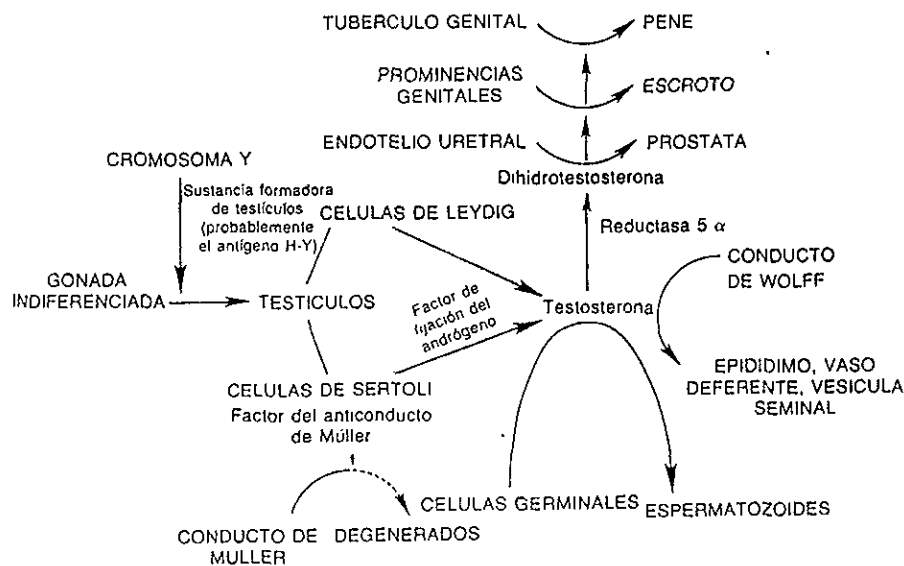 TUBERCULO GENITAL
PENE
PROMINENCIAS
GENITALES
ESCROTO
ENDOTELIO URETRAL
PROSTATA
Dihidrotestosterona
CROMOSOMA Y
Sustancia formadora
de testículos
(probablemente
el antígeno H-Y)
CELULAS DE LEYDIG
Reductasa 5 α
CONDUCTO
DE WOLFF
GONADA
INDIFERENCIADA
TESTICULOS
Factor de
fijación del
andrógeno
Testosterona
EPIDIDIMO, VASO
DEFERENTE, VESICULA
SEMINAL
CELULAS DE SERTOLI
Factor del anticonducto
de Müller
CELULAS GERMINALES
ESPERMATOZOIDES
CONDUCTO DE
MULLER
DEGENERADOS